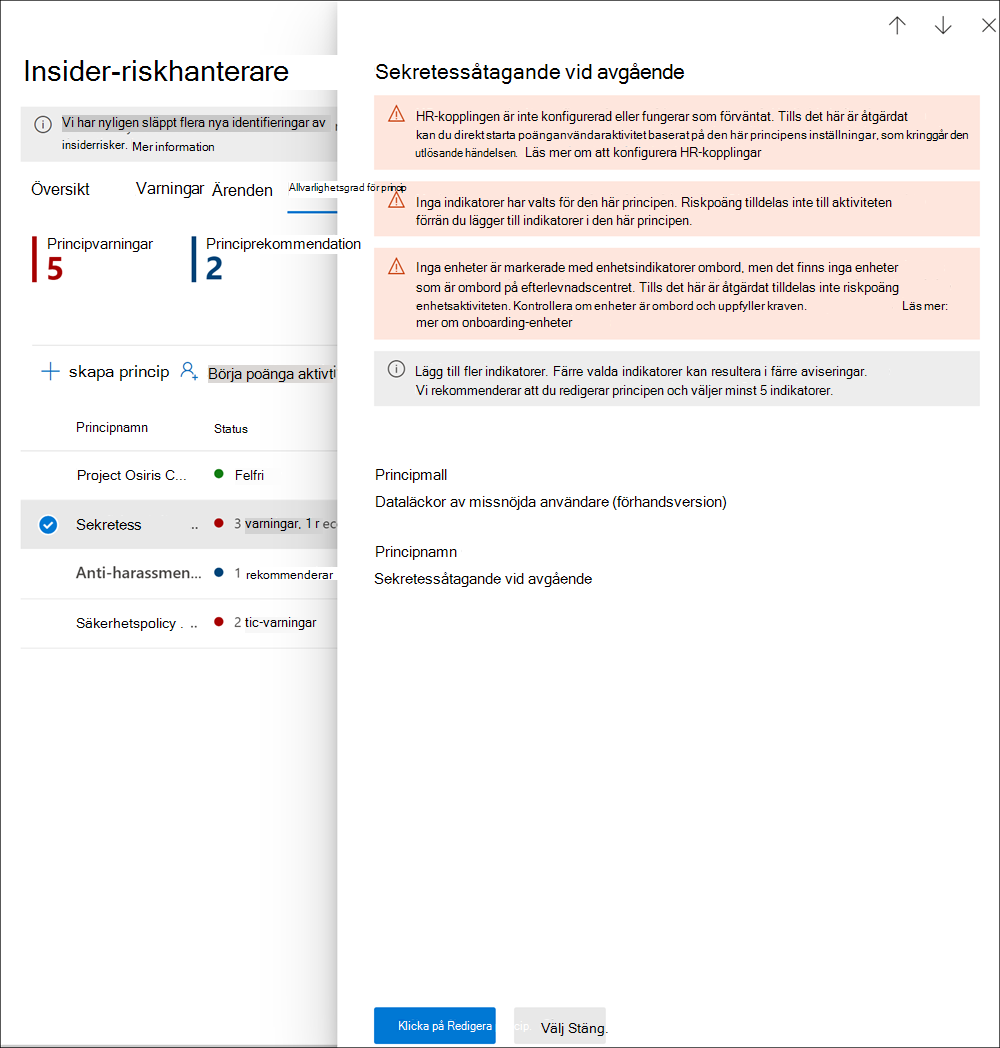 Insider-riskhanterare
Vi har nyligen släppt flera nya identifieringar av
insiderrisker. Mer information
Översikt Varningar Ärenden Allvarlighetsgrad för princip
Principvarningar
5
Principrekommendation
2
skapa princip Börja poänga aktivti
Principnamn Status
Project Osiris C... Felfri
Sekretess .. 3 varningar, 1 r eco
Anti-harassmen... 1 rekommenderar
Säkerhetspolicy . .. 2 tic-varningar
Sekretessåtagande vid avgående
HR-kopplingen är inte konfigurerad eller fungerar som förväntat. Tills det här är åtgärdat
kan du direkt starta poänganvändaraktivitet baserat på den här principens inställningar, som kringgår den
utlösande händelsen. Läs mer om att konfigurera HR-kopplingar
Inga indikatorer har valts för den här principen. Riskpoäng tilldelas inte till aktiviteten
förrän du lägger till indikatorer i den här principen.
Inga enheter är markerade med enhetsindikatorer ombord, men det finns inga enheter
som är ombord på efterlevnadscentret. Tills det här är åtgärdat tilldelas inte riskpoäng
enhetsaktiviteten. Kontrollera om enheter är ombord och uppfyller kraven. Läs mer:
mer om onboarding-enheter
Lägg till fler indikatorer. Färre valda indikatorer kan resultera i färre aviseringar.
Vi rekommenderar att du redigerar principen och väljer minst 5 indikatorer.
Principmall
Dataläckor av missnöjda användare (förhandsversion)
Principnamn
Sekretessåtagande vid avgående
Klicka på Redigera princip. Välj Stäng.